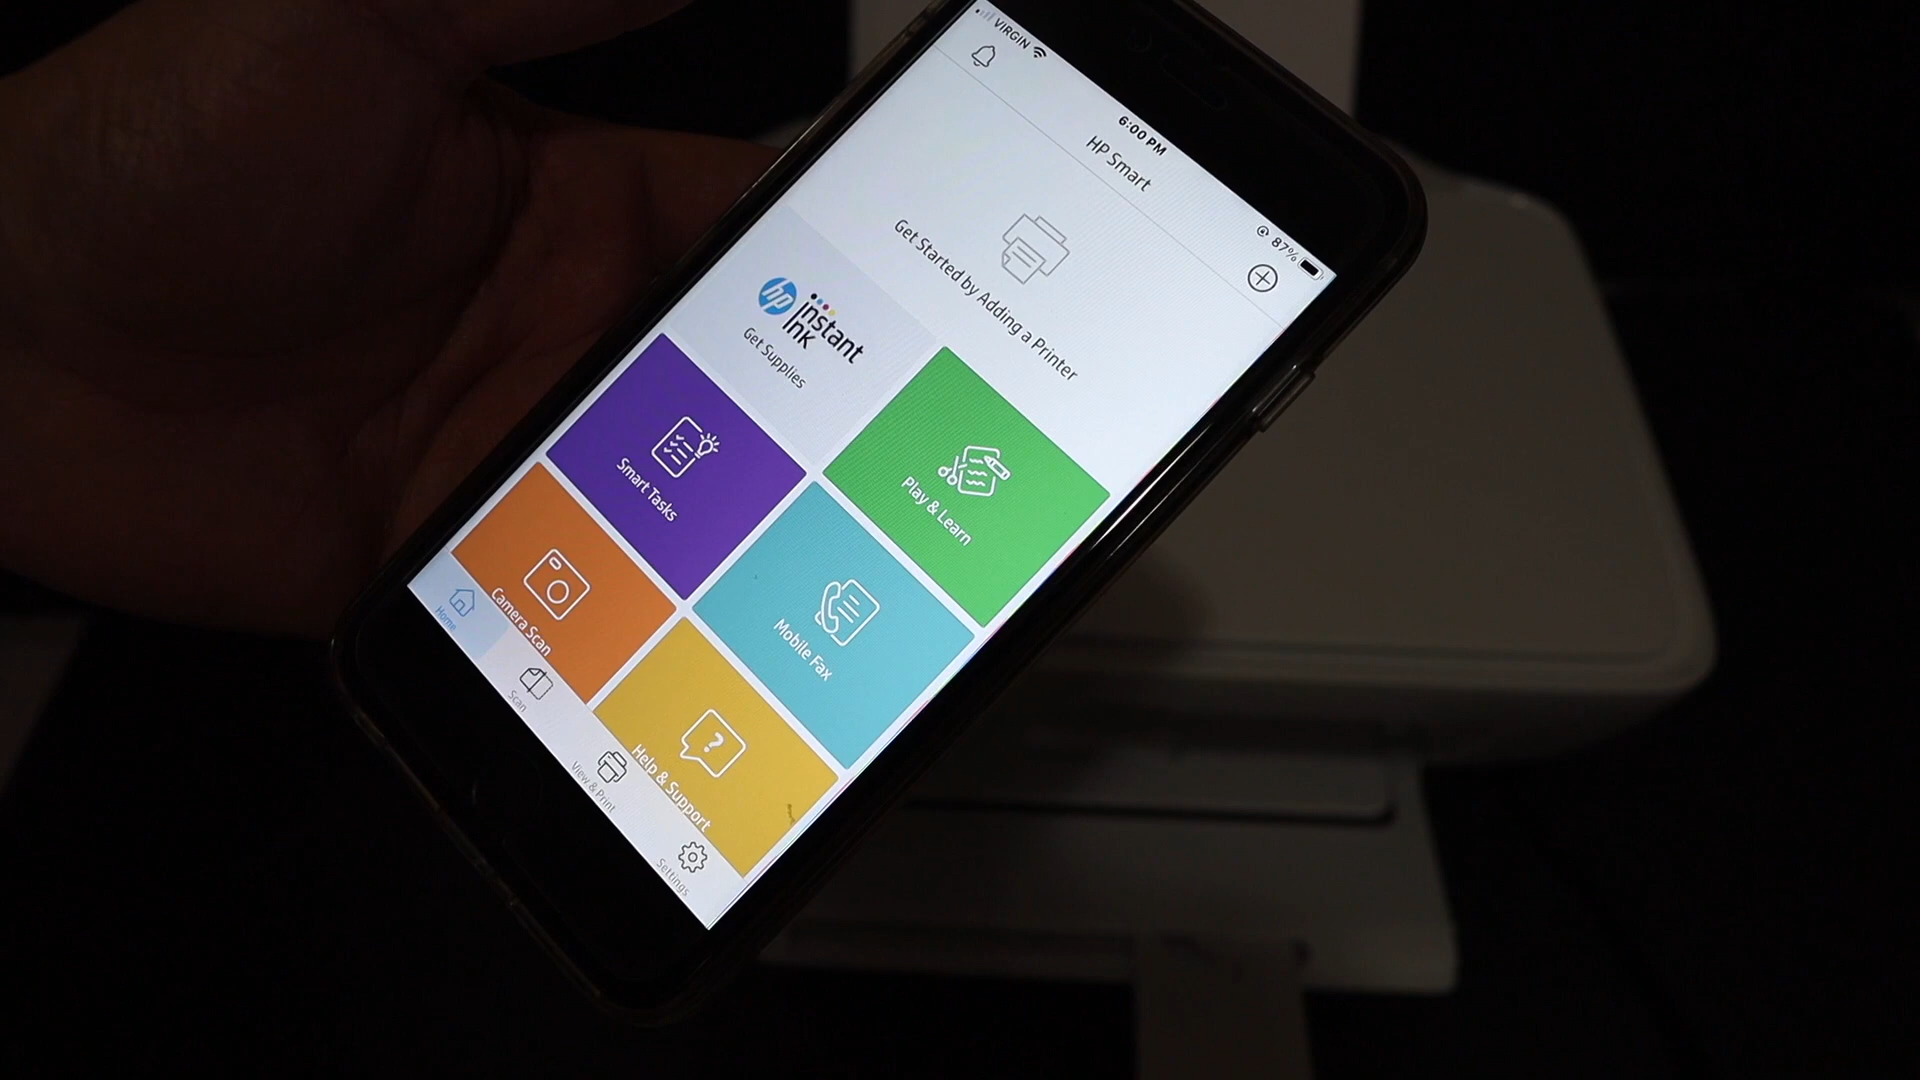 VIRGIN
6:00 PM
87%
HP Smart
Get Started by Adding a Printer
hp instant
ink
Get Supplies
Play & Learn
Smart Tasks
Mobile Fax
Camera Scan
Help & Support
Home
Scan
View & Print
Settings